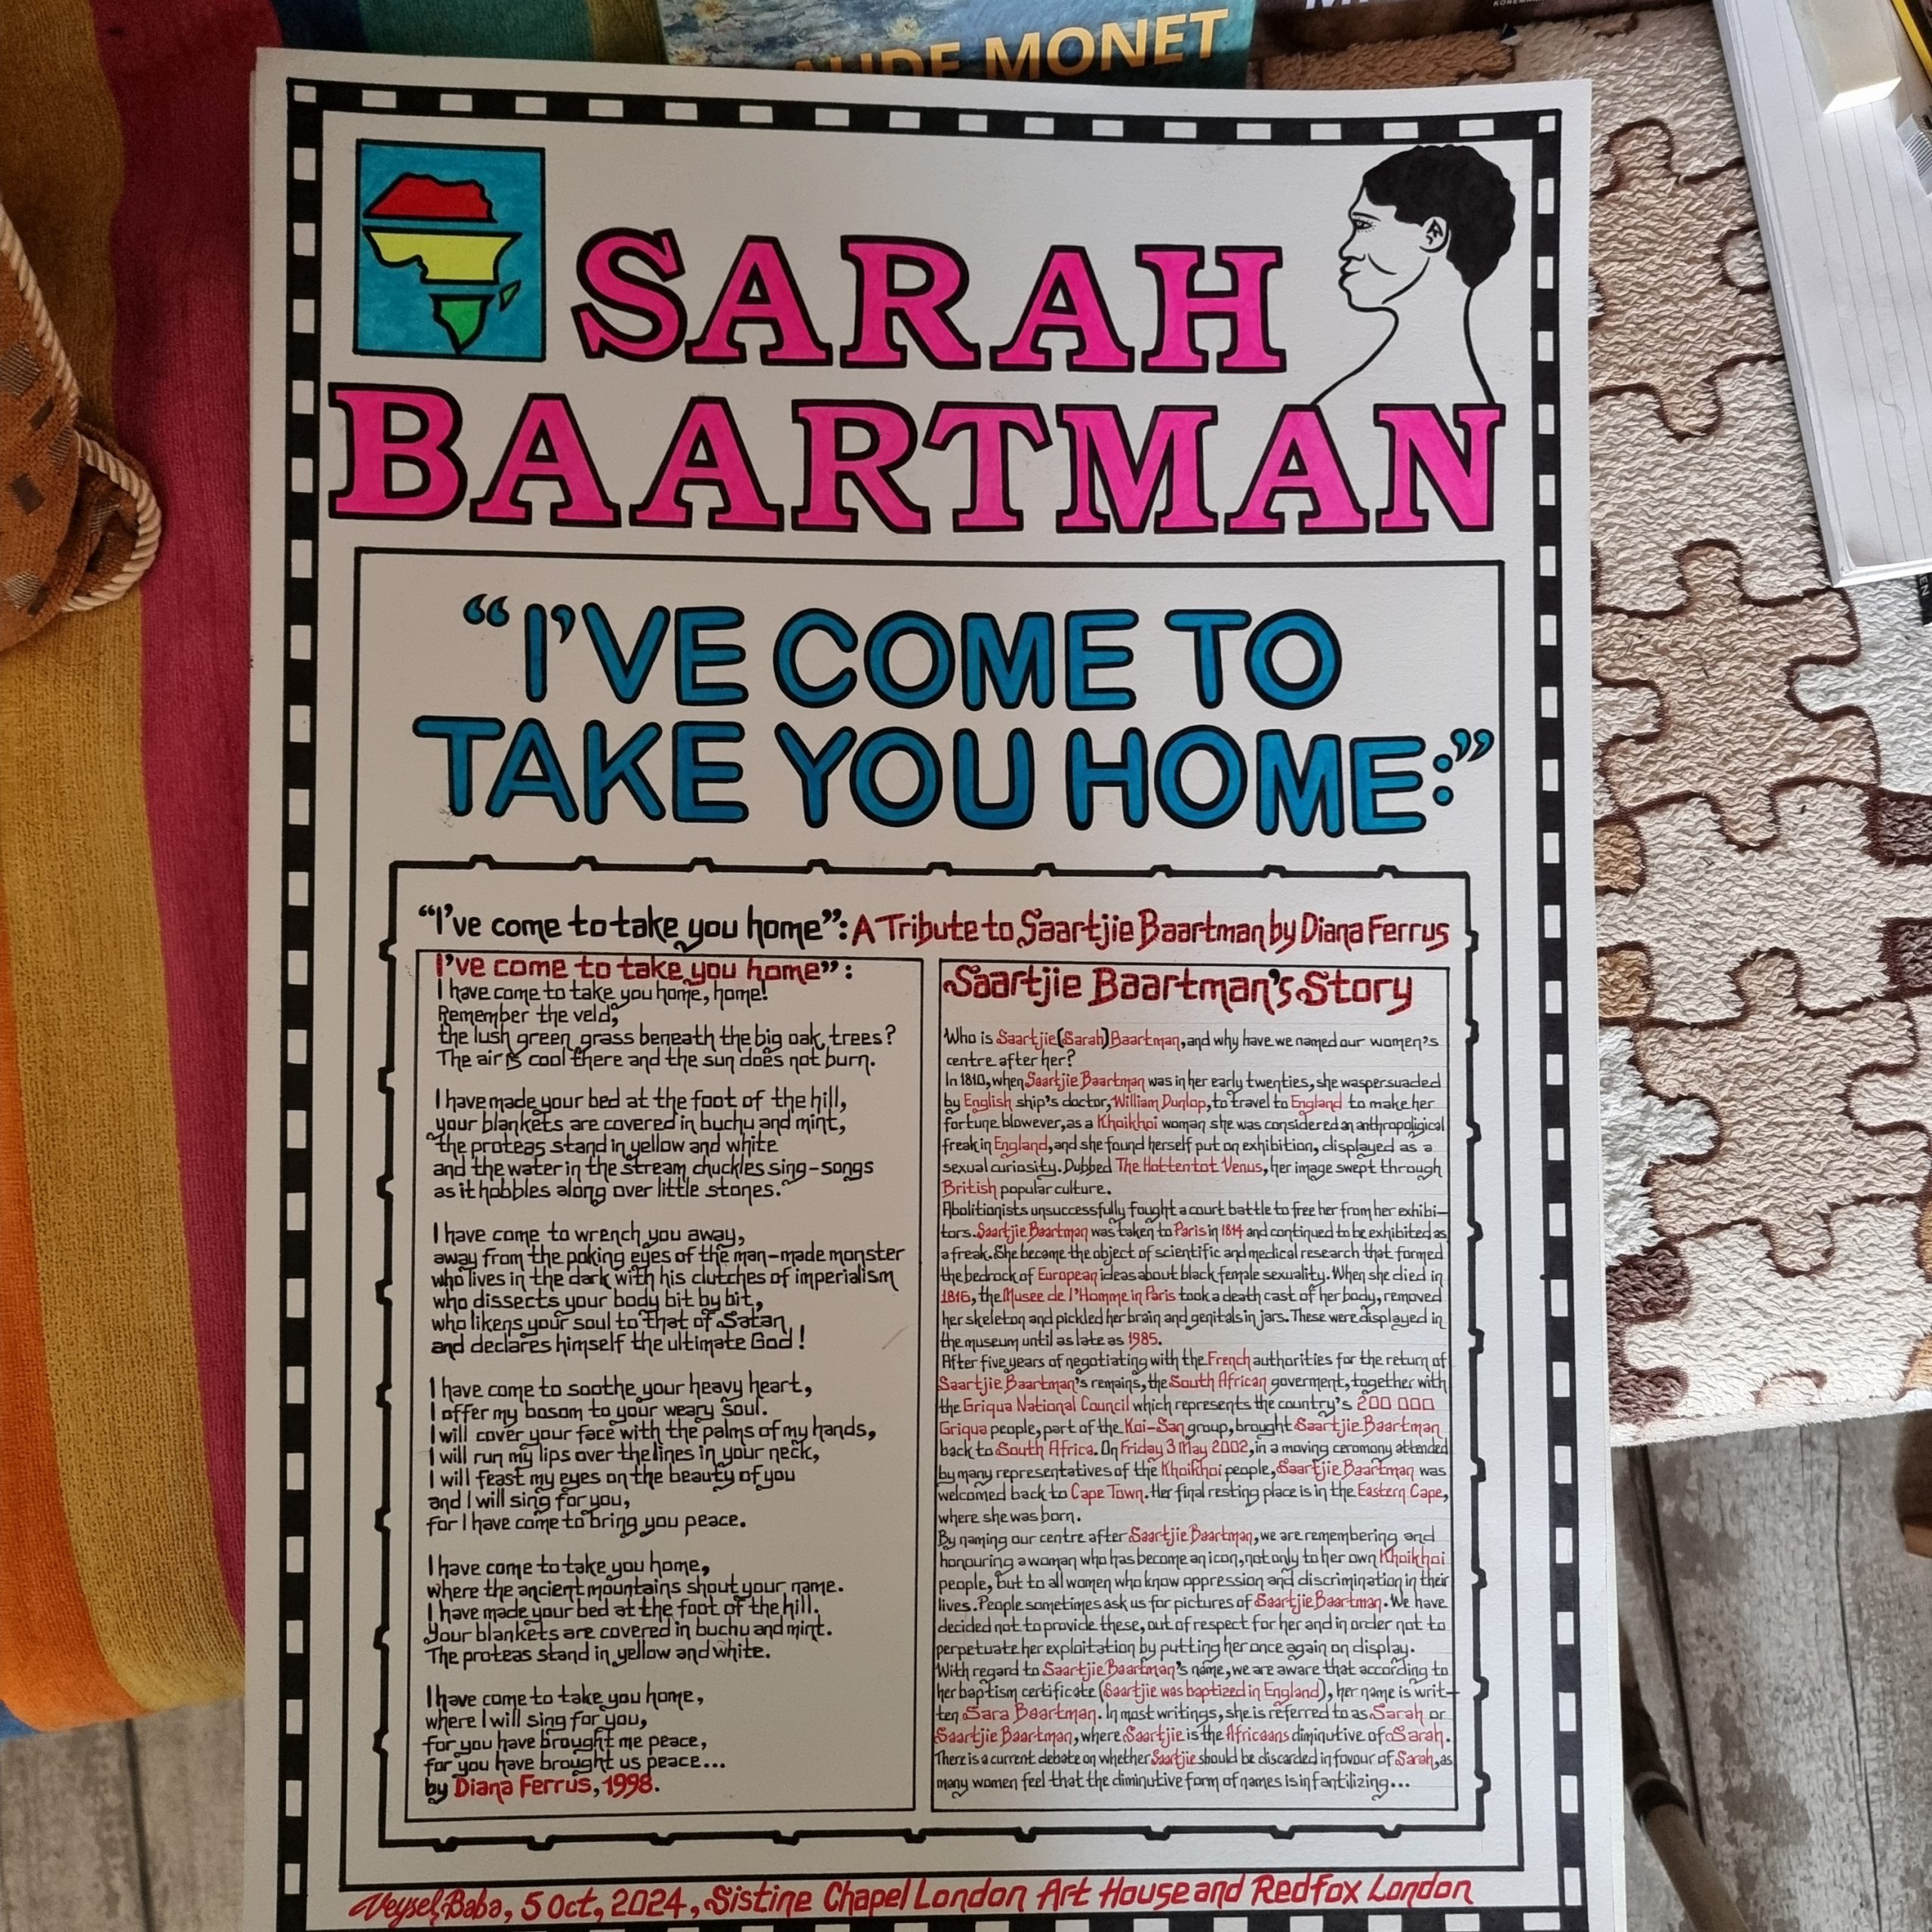 AUDE MONET
SARAH
BAARTMAN
“I’VE COME TO
TAKE YOU HOME:”
“I’ve come to take you home”: A Tribute to Saartjie Baartman by Diana Ferrus
I’ve come to take you home”:
I have come to take you home, home!
Remember the veld,
the lush green grass beneath the big oak trees?
The air is cool there and the sun does not burn.
I have made your bed at the foot of the hill,
your blankets are covered in buchu and mint,
the proteas stand in yellow and white
and the water in the stream chuckles sing-songs
as it hobbles along over little stones.
I have come to wrench you away,
away from the poking eyes of the man-made monster
who lives in the dark with his clutches of imperialism
who dissects your body bit by bit,
who likens your soul to that of Satan
and declares himself the ultimate God!
I have come to soothe your heavy heart,
I offer my bosom to your weary soul.
I will cover your face with the palms of my hands,
I will run my lips over the lines in your neck,
I will feast my eyes on the beauty of you
and I will sing for you,
for I have come to bring you peace.
I have come to take you home,
where the ancient mountains shout your name.
I have made your bed at the foot of the hill.
Your blankets are covered in buchu and mint.
The proteas stand in yellow and white.
I have come to take you home,
where I will sing for you,
for you have brought me peace,
for you have brought us peace...
by Diana Ferrus, 1998.
Saartjie Baartman’s Story
Who is Saartjie (Sarah) Baartman, and why have we named our women’s
centre after her?
In 1810, when Saartjie Baartman was in her early twenties, she was persuaded
by English ship’s doctor, William Dunlop, to travel to England to make her
fortune. However, as a Khoikhoi woman she was considered an anthropoligical
freak in England, and she found herself put on exhibition, displayed as a
sexual curiosity. Dubbed The Hottentot Venus, her image swept through
British popular culture.
Abolitionists unsuccessfully fought a court battle to free her from her exhibi-
tors. Saartjie Baartman was taken to Paris in 1814 and continued to be exhibited as
a freak. She became the object of scientific and medical research that formed
the bedrock of European ideas about black female sexuality. When she died in
1816, the Musee de l’Homme in Paris took a death cast of her body, removed
her skeleton and pickled her brain and genitals in jars. These were displayed in
the museum until as late as 1985.
After five years of negotiating with the French authorities for the return of
Saartjie Baartman’s remains, the South African goverment, together with
the Griqua National Council which represents the country’s 200 000
Griqua people, part of the Koi-San group, brought Saartjie Baartman
back to South Africa. On Friday 3 May 2002, in a moving ceromony attended
by many representatives of the Khoikhoi people, Saartjie Baartman was
welcomed back to Cape Town. Her final resting place is in the Eastern Cape,
where she was born.
By naming our centre after Saartjie Baartman, we are remembering and
honouring a woman who has become an icon, not only to her own Khoikhoi
people, but to all women who know oppression and discrimination in their
lives. People sometimes ask us for pictures of Saartjie Baartman. We have
decided not to provide these, out of respect for her and in order not to
perpetuate her exploitation by putting her once again on display.
With regard to Saartjie Baartman’s name, we are aware that according to
her baptism certificate (Saartjie was baptized in England), her name is writ-
ten Sara Baartman. In most writings, she is referred to as Sarah or
Saartjie Baartman, where Saartjie is the Africaans diminutive of Sarah.
There is a current debate on whether Saartjie should be discarded in favour of Sarah, as
many women feel that the diminutive form of names is infantilizing...
Veysel Baba, 5 Oct, 2024, Sistine Chapel London Art House and Redfox London